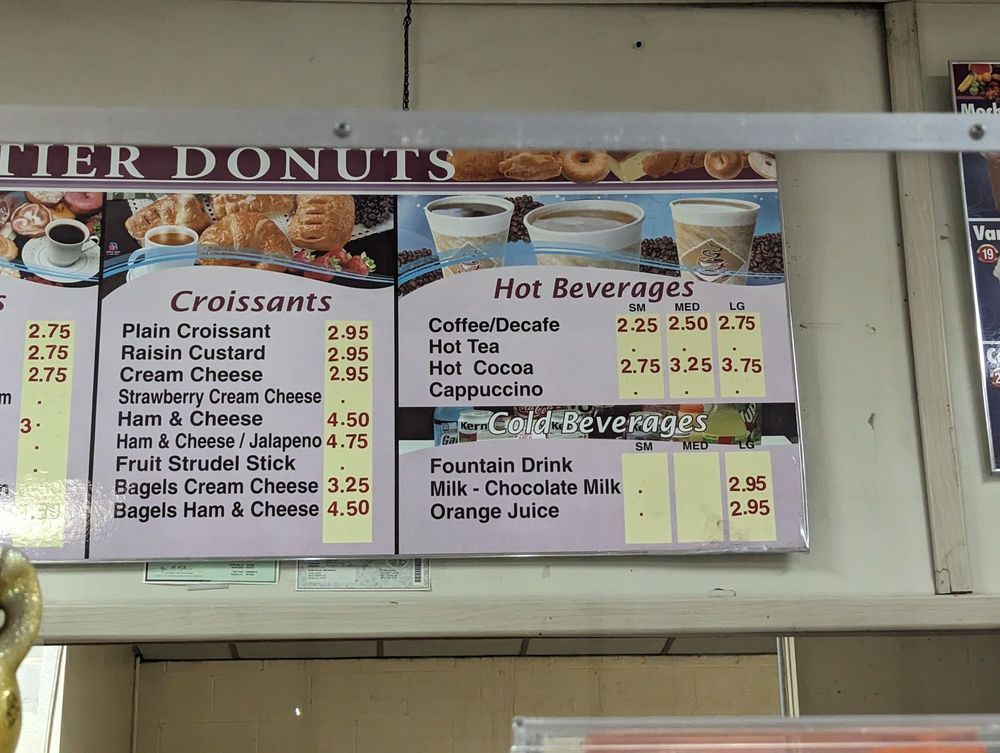 TIER DONUTS
2.75
2.75
2.75
.
3.
.
.
Croissants
Plain Croissant 2.95
Raisin Custard 2.95
Cream Cheese 2.95
Strawberry Cream Cheese .
Ham & Cheese 4.50
Ham & Cheese / Jalapeno 4.75
Fruit Strudel Stick .
Bagels Cream Cheese 3.25
Bagels Ham & Cheese 4.50
Hot Beverages
SM MED LG
Coffee/Decafe 2.25 2.50 2.75
Hot Tea . . .
Hot Cocoa 2.75 3.25 3.75
Cappuccino . . .
Cold Beverages
SM MED LG
Fountain Drink
Milk - Chocolate Milk . 2.95
Orange Juice . 2.95
Kern
Van
19